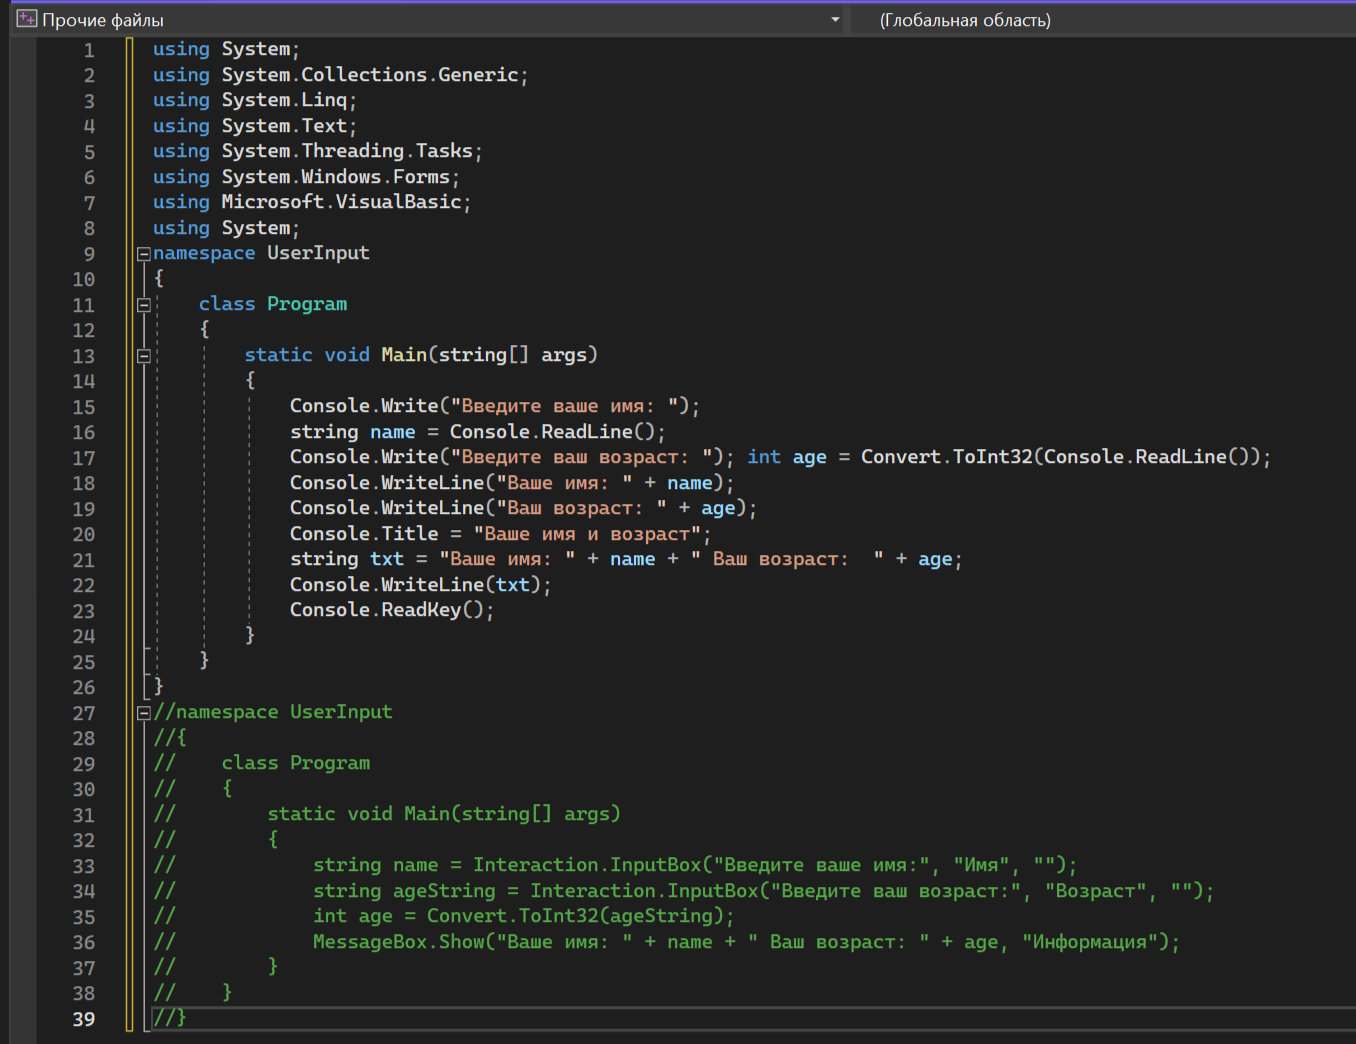 Прочие файлы (Глобальная область)
1 using System;
2 using System.Collections.Generic;
3 using System.Linq;
4 using System.Text;
5 using System.Threading.Tasks;
6 using System.Windows.Forms;
7 using Microsoft.VisualBasic;
8 using System;
9 namespace UserInput
10 {
11     class Program
12     {
13         static void Main(string[] args)
14         {
15             Console.Write("Введите ваше имя: ");
16             string name = Console.ReadLine();
17             Console.Write("Введите ваш возраст: "); int age = Convert.ToInt32(Console.ReadLine());
18             Console.WriteLine("Ваше имя: " + name);
19             Console.WriteLine("Ваш возраст: " + age);
20             Console.Title = "Ваше имя и возраст";
21             string txt = "Ваше имя: " + name + " Ваш возраст:  " + age;
22             Console.WriteLine(txt);
23             Console.ReadKey();
24         }
25     }
26 }
27 //namespace UserInput
28 //{
29 //    class Program
30 //    {
31 //        static void Main(string[] args)
32 //        {
33 //            string name = Interaction.InputBox("Введите ваше имя:", "Имя", "");
34 //            string ageString = Interaction.InputBox("Введите ваш возраст:", "Возраст", "");
35 //            int age = Convert.ToInt32(ageString);
36 //            MessageBox.Show("Ваше имя: " + name + " Ваш возраст: " + age, "Информация");
37 //        }
38 //    }
39 //}